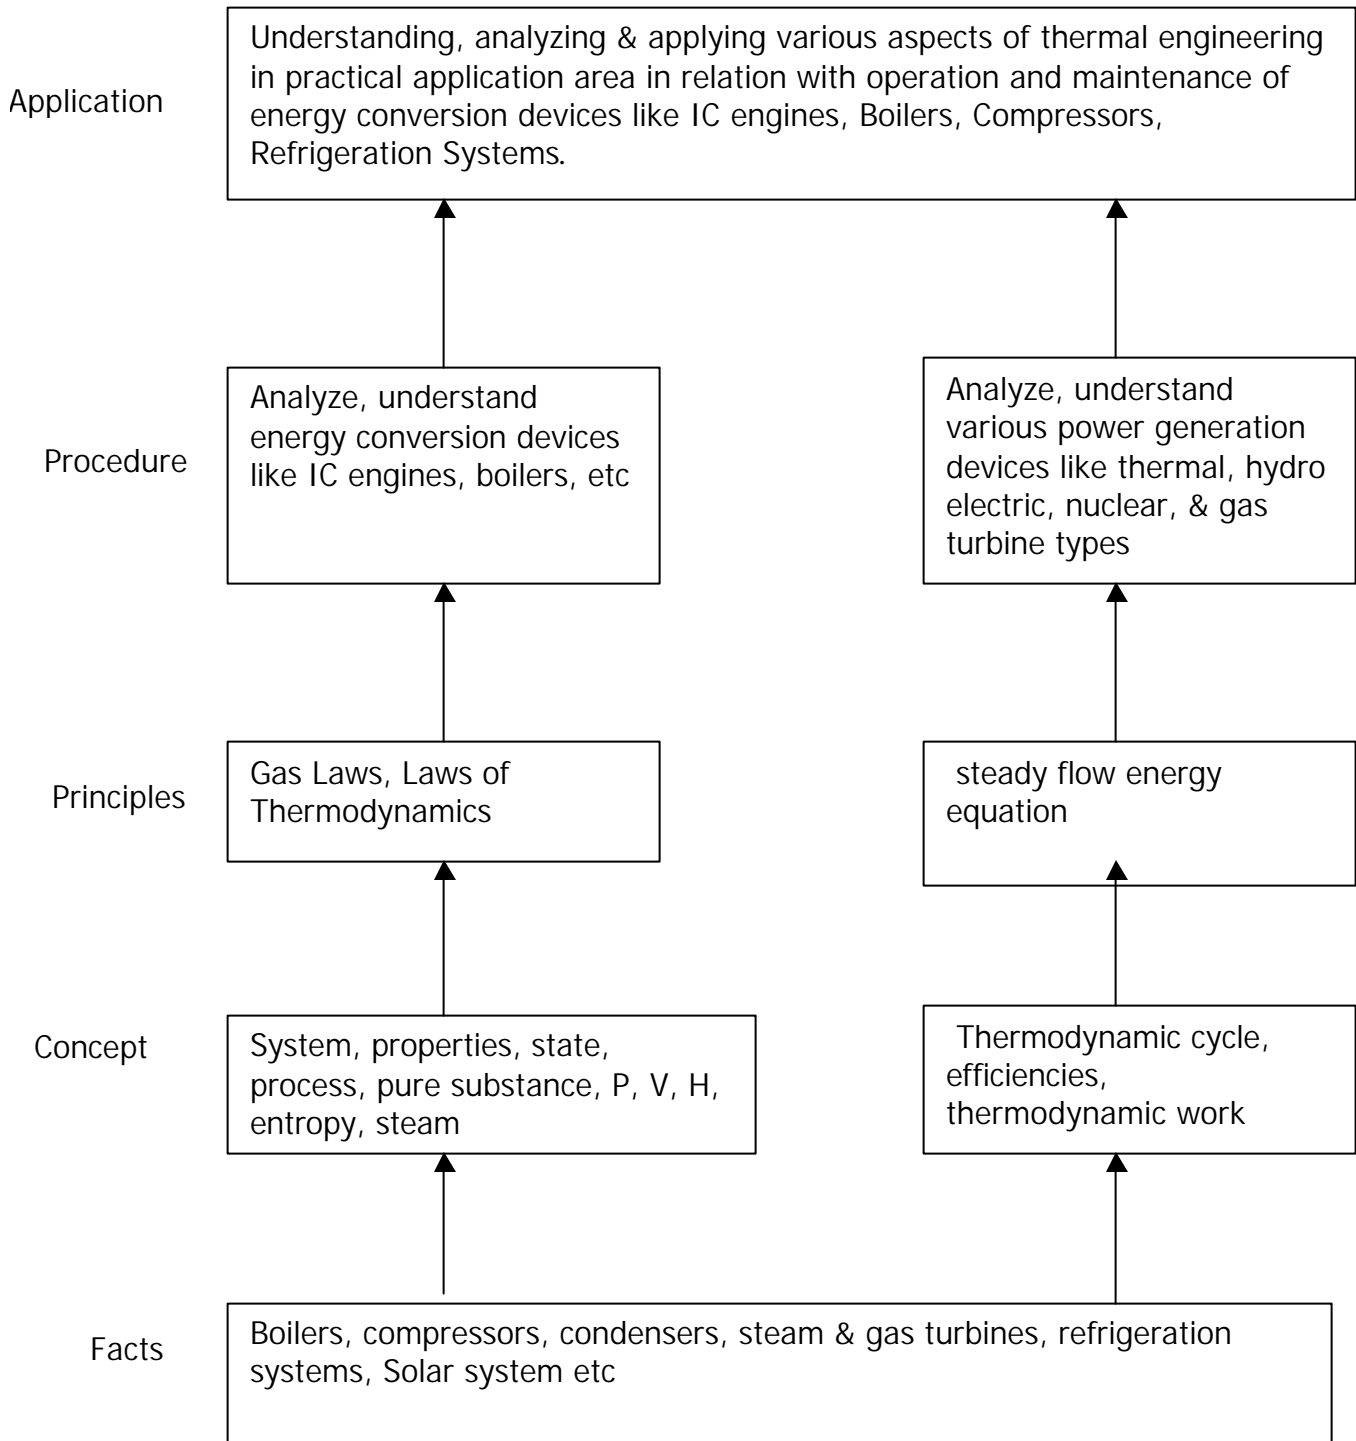 Application
Understanding, analyzing & applying various aspects of thermal engineering
in practical application area in relation with operation and maintenance of
energy conversion devices like IC engines, Boilers, Compressors,
Refrigeration Systems.
Procedure
Analyze, understand
energy conversion devices
like IC engines, boilers, etc
Analyze, understand
various power generation
devices like thermal, hydro
electric, nuclear, & gas
turbine types
Principles
Gas Laws, Laws of
Thermodynamics
steady flow energy
equation
Concept
System, properties, state,
process, pure substance, P, V, H,
entropy, steam
Thermodynamic cycle,
efficiencies,
thermodynamic work
Facts
Boilers, compressors, condensers, steam & gas turbines, refrigeration
systems, Solar system etc